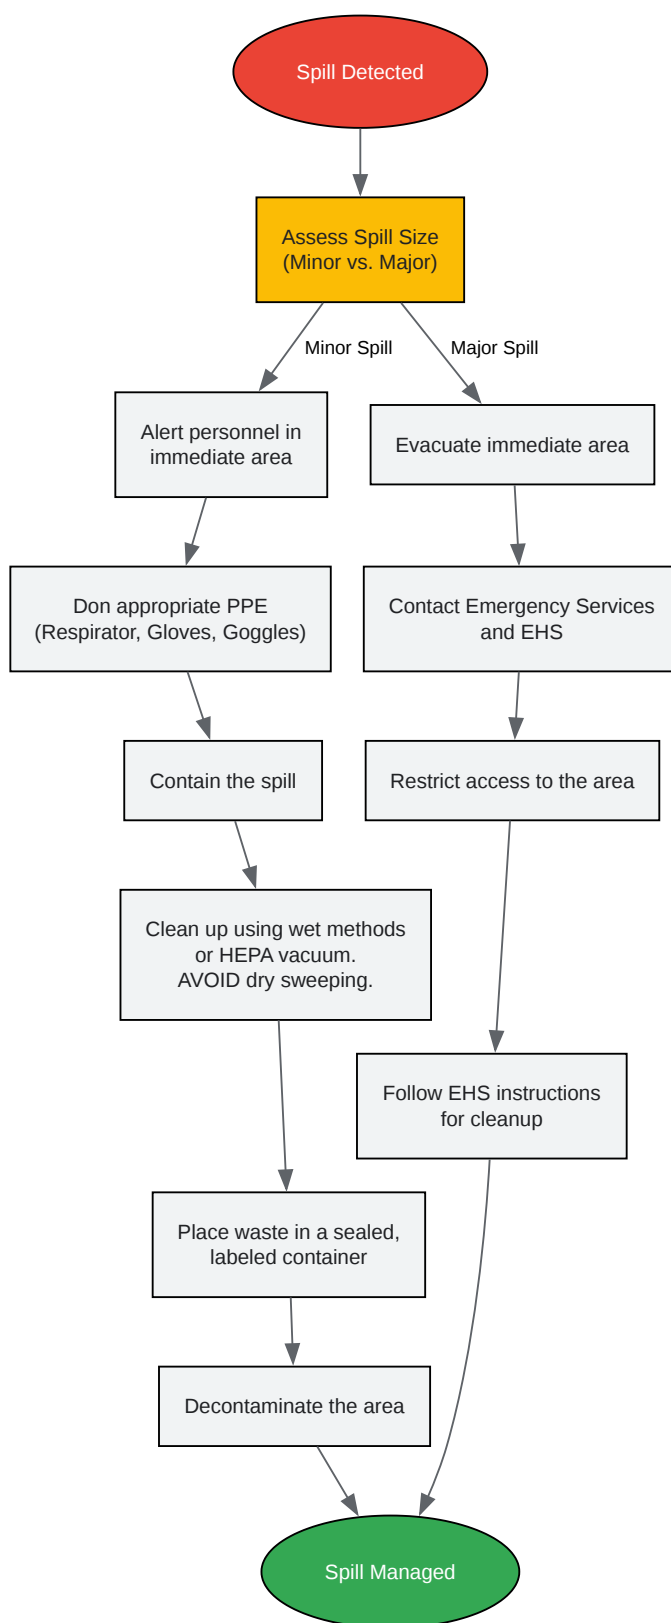 Spill Detected
Assess Spill Size
(Minor vs. Major)
Minor Spill
Major Spill
Alert personnel in
immediate area
Evacuate immediate area
Don appropriate PPE
(Respirator, Gloves, Goggles)
Contact Emergency Services
and EHS
Contain the spill
Restrict access to the area
Clean up using wet methods
or HEPA vacuum.
AVOID dry sweeping.
Follow EHS instructions
for cleanup
Place waste in a sealed,
labeled container
Decontaminate the area
Spill Managed